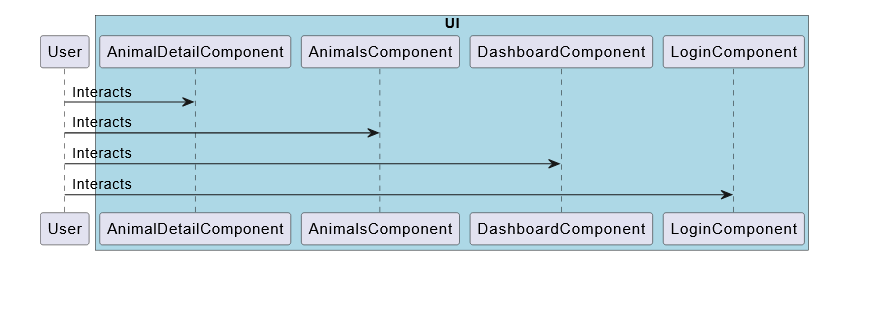 UI
User AnimalDetailComponent AnimalsComponent DashboardComponent LoginComponent
Interacts
Interacts
Interacts
Interacts
User AnimalDetailComponent AnimalsComponent DashboardComponent LoginComponent